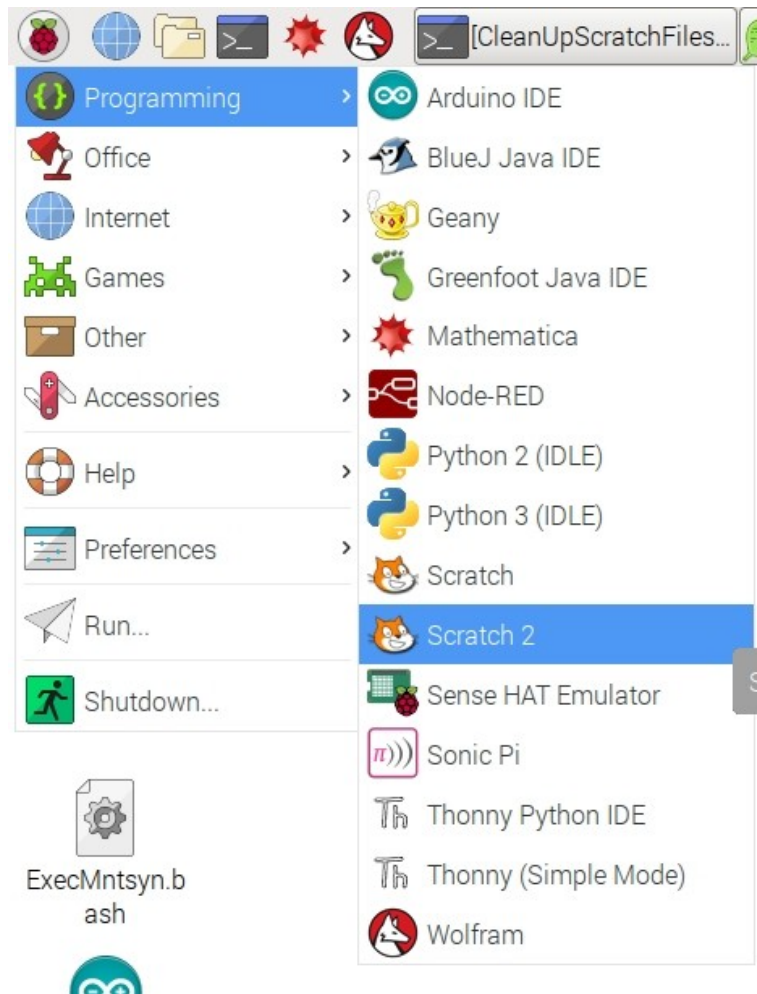 [CleanUpScratchFiles...
Programming
Office
Internet
Games
Other
Accessories
Help
Preferences
Run...
Shutdown...
Arduino IDE
BlueJ Java IDE
Geany
Greenfoot Java IDE
Mathematica
Node-RED
Python 2 (IDLE)
Python 3 (IDLE)
Scratch
Scratch 2
Sense HAT Emulator
π)))
Sonic Pi
Th Thonny Python IDE
Th Thonny (Simple Mode)
Wolfram
ExecMntsyn.b
ash